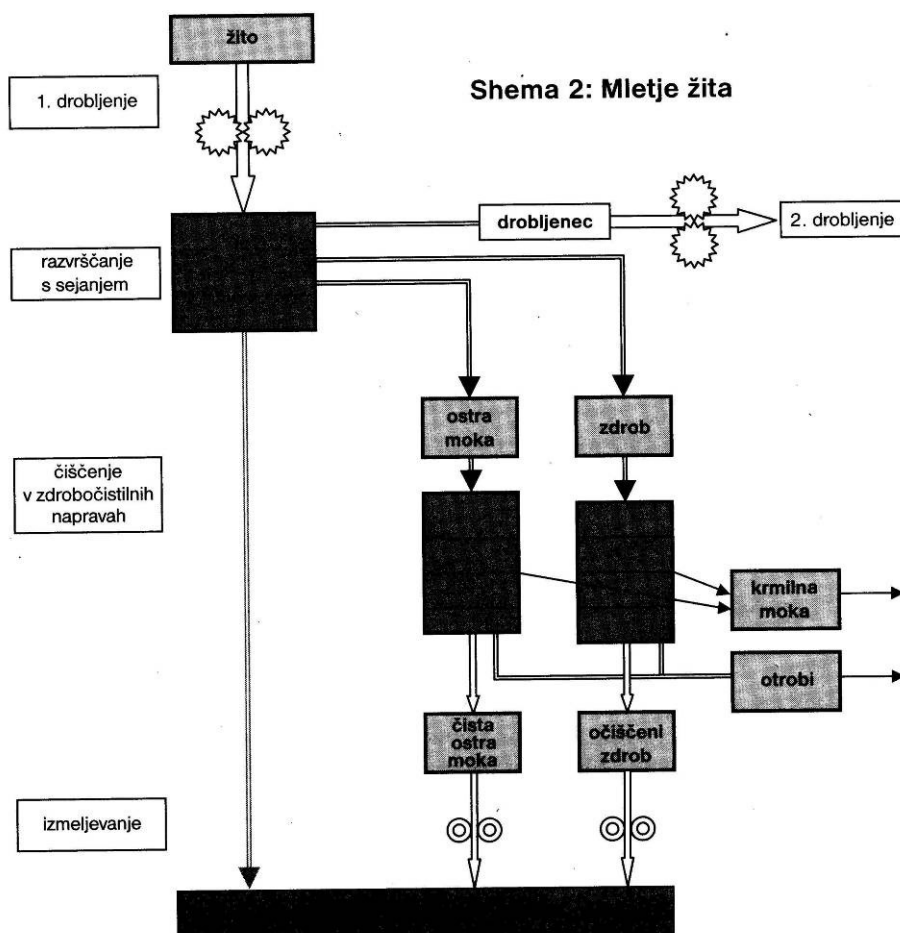 žito
1. drobljenje
Shema 2: Mletje žita
drobljenec
2. drobljenje
razvrščanje
s sejanjem
ostra
moka
zdrob
čiščenje
v zdrobočistilnih
napravah
krmilna
moka
otrobi
čista
ostra
moka
očiščeni
zdrob
izmeljevanje